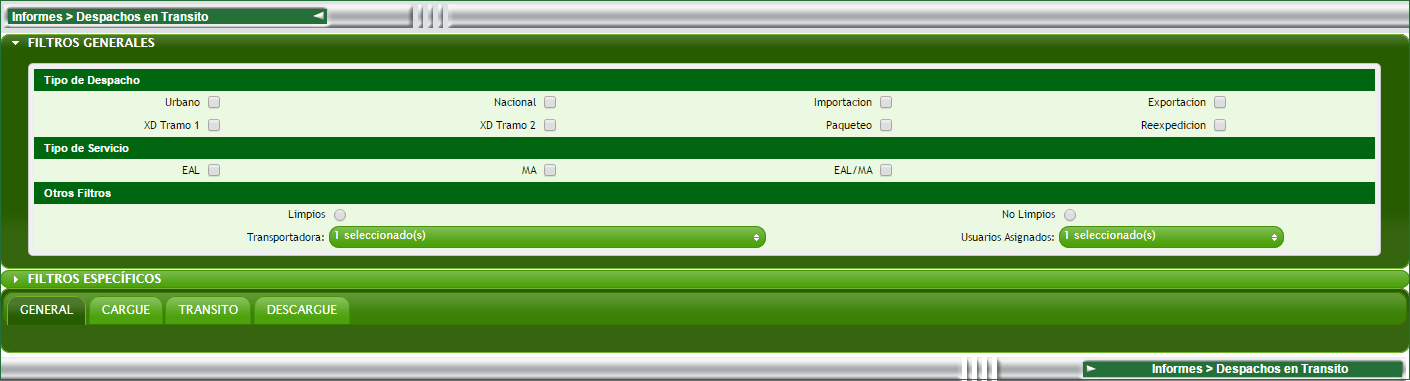 Informes > Despachos en Transito
FILTROS GENERALES
Tipo de Despacho
Urbano Nacional Importacion Exportacion
XD Tramo 1 XD Tramo 2 Paqueteo Reexpedicion
Tipo de Servicio
EAL MA EAL/MA
Otros Filtros
Limpios No Limpios
Transportadora: 1 seleccionado(s) Usuarios Asignados: 1 seleccionado(s)
FILTROS ESPECÍFICOS
GENERAL CARGUE TRANSITO DESCARGUE
Informes > Despachos en Transito